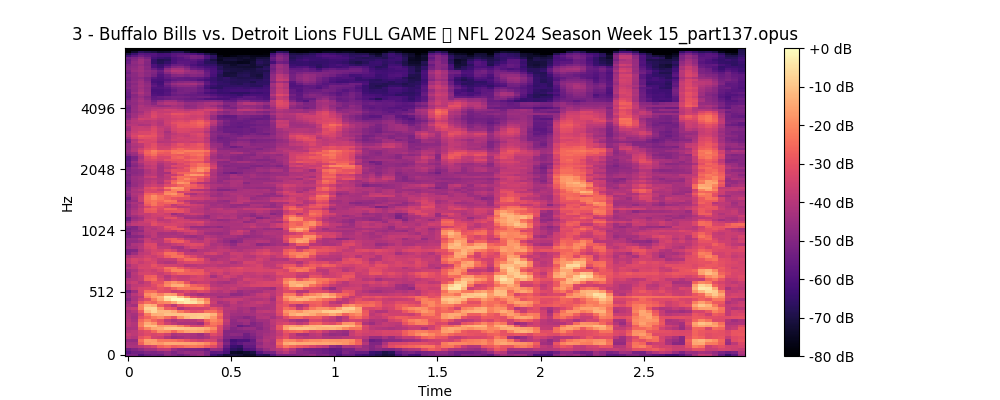 3 - Buffalo Bills vs. Detroit Lions FULL GAME ▯ NFL 2024 Season Week 15_part137.opus
+0 dB
-10 dB
-20 dB
-30 dB
-40 dB
-50 dB
-60 dB
-70 dB
-80 dB
Hz
4096
2048
1024
512
0
0
0.5
1
1.5
2
2.5
Time